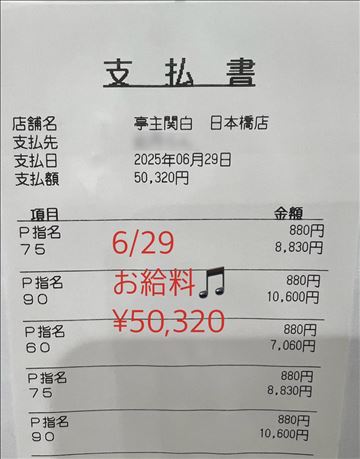 支払書
店舗名 亭主関白 日本橋店
支払先
支払日 2025年06月29日
支払額 50,320円
項目 金額
P指名 880円
75 8,830円
P指名 880円
90 10,600円
P指名 880円
60 7,060円
P指名 880円
75 8,830円
P指名 880円
90 10,600円
6/29
お給料🎵
¥50,320